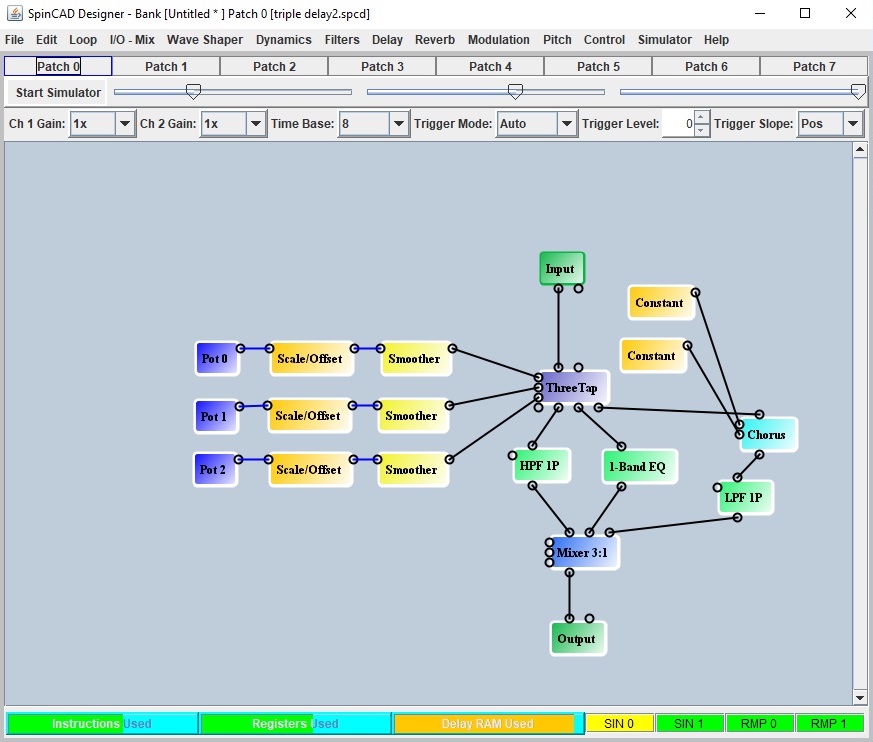 SpinCAD Designer - Bank [Untitled * ] Patch 0 [triple delay2.spcd]
File Edit Loop I/O - Mix Wave Shaper Dynamics Filters Delay Reverb Modulation Pitch Control Simulator Help
Patch 0 Patch 1 Patch 2 Patch 3 Patch 4 Patch 5 Patch 6 Patch 7
Start Simulator
Ch 1 Gain: 1x Ch 2 Gain: 1x Time Base: 8 Trigger Mode: Auto Trigger Level: 0 Trigger Slope: Pos
Input
Constant
Pot 0 Scale/Offset Smoother Constant
ThreeTap
Pot 1 Scale/Offset Smoother Chorus
Pot 2 Scale/Offset Smoother HPF 1P 1-Band EQ
LPF 1P
Mixer 3:1
Output
Instructions Used Registers Used Delay RAM Used SIN 0 SIN 1 RMP 0 RMP 1